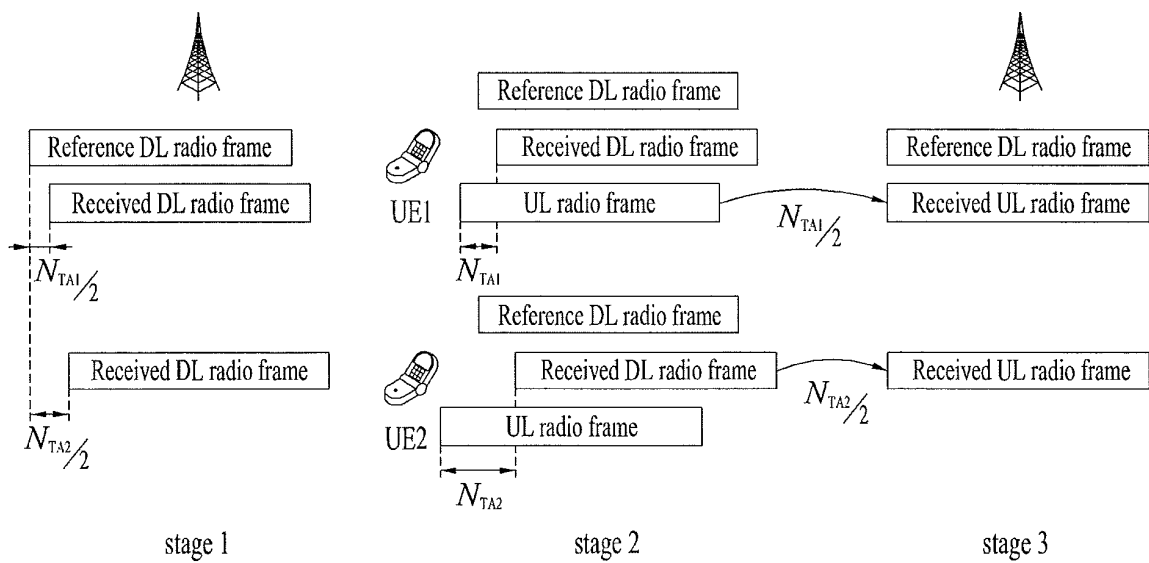 Reference DL radio frame
Received DL radio frame
N_TA1/2
Received DL radio frame
N_TA2/2
stage 1
Reference DL radio frame
Received DL radio frame
UE1
UL radio frame
N_TA1
N_TA1/2
Reference DL radio frame
Received DL radio frame
UE2
UL radio frame
N_TA2
N_TA2/2
stage 2
Reference DL radio frame
Received UL radio frame
Received UL radio frame
stage 3